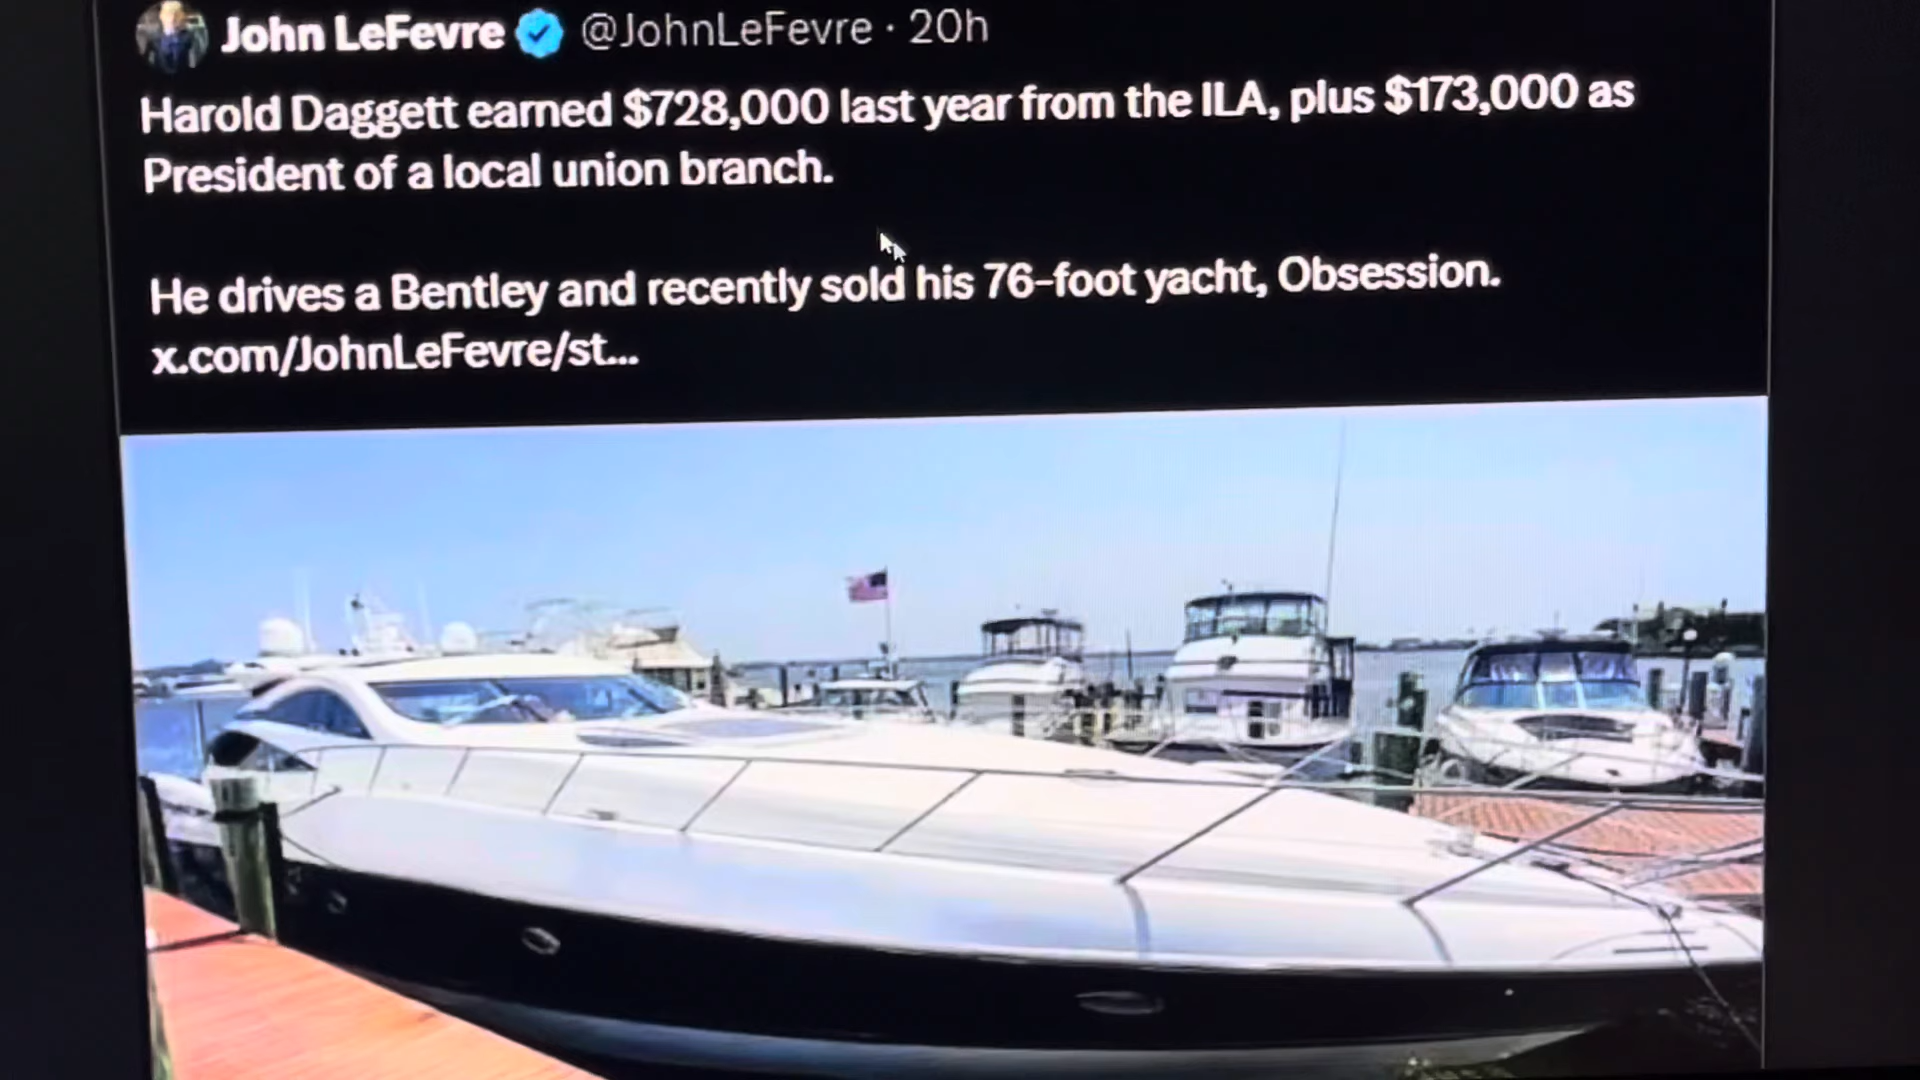 John LeFevre @JohnLeFevre · 20h
Harold Daggett earned $728,000 last year from the ILA, plus $173,000 as
President of a local union branch.
He drives a Bentley and recently sold his 76-foot yacht, Obsession.
x.com/JohnLeFevre/st...